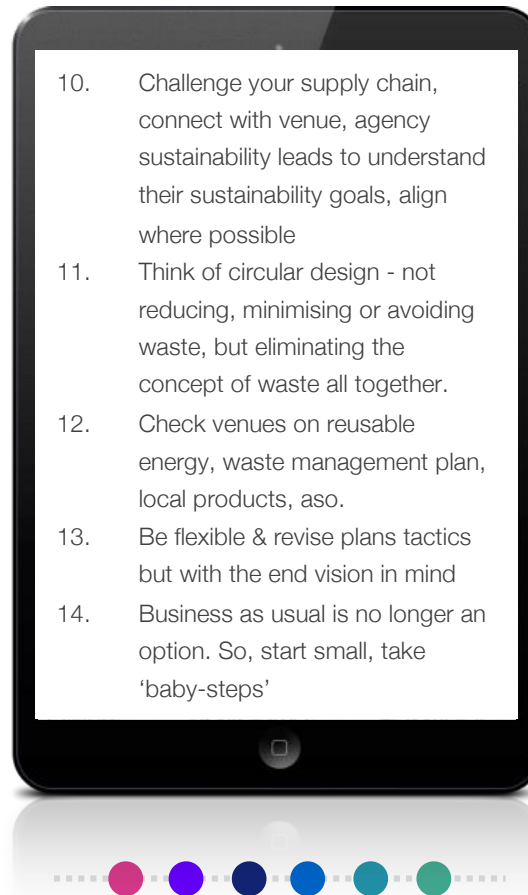 10. Challenge your supply chain,
connect with venue, agency
sustainability leads to understand
their sustainability goals, align
where possible
11. Think of circular design - not
reducing, minimising or avoiding
waste, but eliminating the
concept of waste all together.
12. Check venues on reusable
energy, waste management plan,
local products, aso.
13. Be flexible & revise plans tactics
but with the end vision in mind
14. Business as usual is no longer an
option. So, start small, take
‘baby-steps’